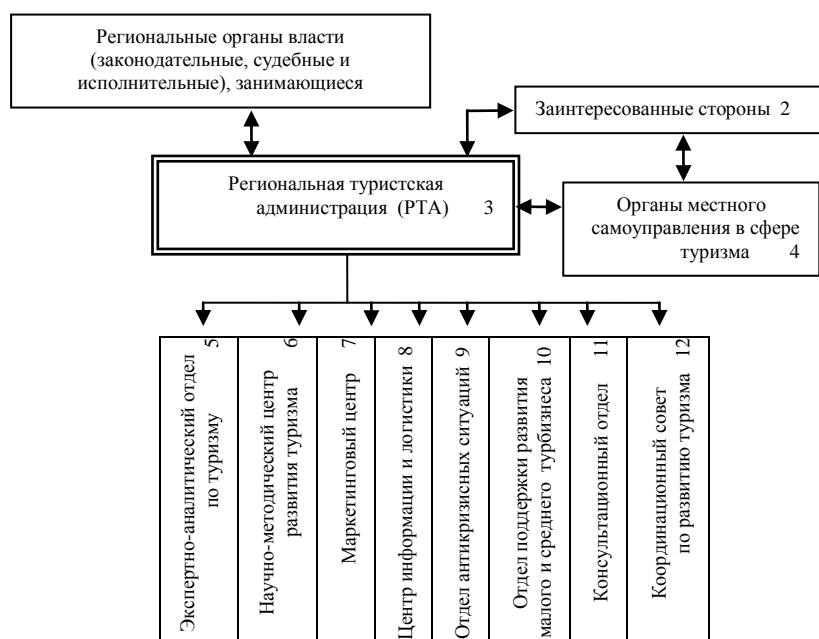 Региональные органы власти
(законодательные, судебные и
исполнительные), занимающиеся
Заинтересованные стороны 2
Региональная туристская
администрация (РТА) 3
Органы местного
самоуправления в сфере
туризма 4
Экспертно-аналитический отдел 5
по туризму
Научно-методический центр 6
развития туризма
Маркетинговый центр 7
Центр информации и логистики 8
Отдел антикризисных ситуаций 9
Отдел поддержки развития
малого и среднего турбизнеса 10
Консультационный отдел 11
Координационный совет 12
по развитию туризма